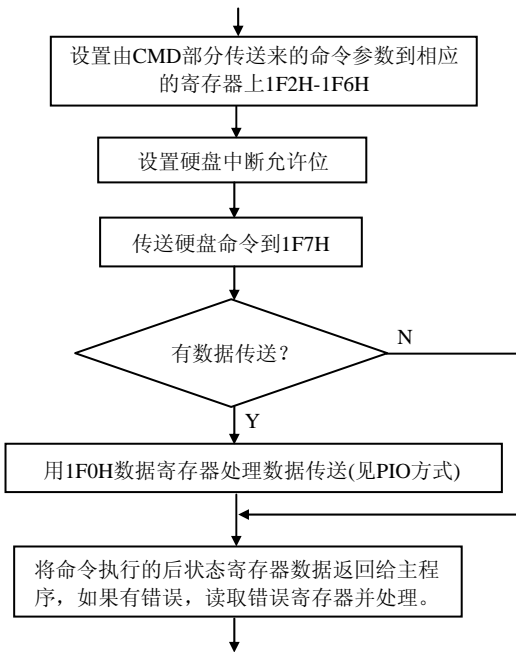 设置由CMD部分传送来的命令参数到相应
的寄存器上1F2H-1F6H
设置硬盘中断允许位
传送硬盘命令到1F7H
有数据传送？
N
Y
用1F0H数据寄存器处理数据传送(见PIO方式)
将命令执行的后状态寄存器数据返回给主程
序，如果有错误，读取错误寄存器并处理。